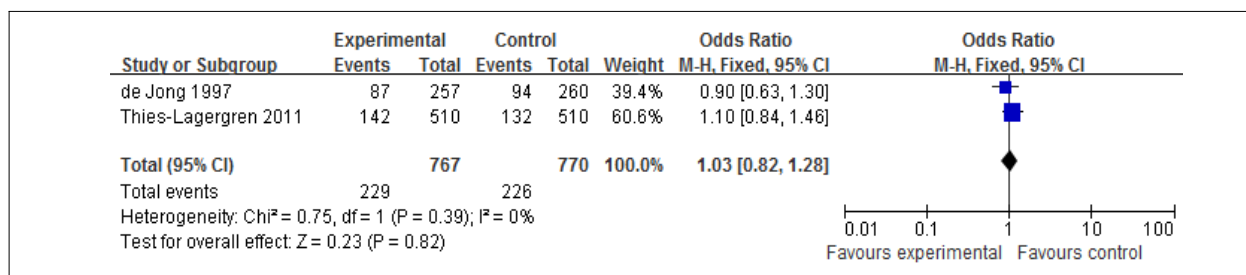 Experimental Control Odds Ratio Odds Ratio
Study or Subgroup Events Total Events Total Weight M-H, Fixed, 95% CI M-H, Fixed, 95% CI
de Jong 1997 87 257 94 260 39.4% 0.90 [0.63, 1.30]
Thies-Lagergren 2011 142 510 132 510 60.6% 1.10 [0.84, 1.46]
Total (95% CI) 767 770 100.0% 1.03 [0.82, 1.28]
Total events 229 226
Heterogeneity: Chi² = 0.75, df = 1 (P = 0.39); I² = 0%
Test for overall effect: Z = 0.23 (P = 0.82)
0.01 0.1 1 10 100
Favours experimental Favours control